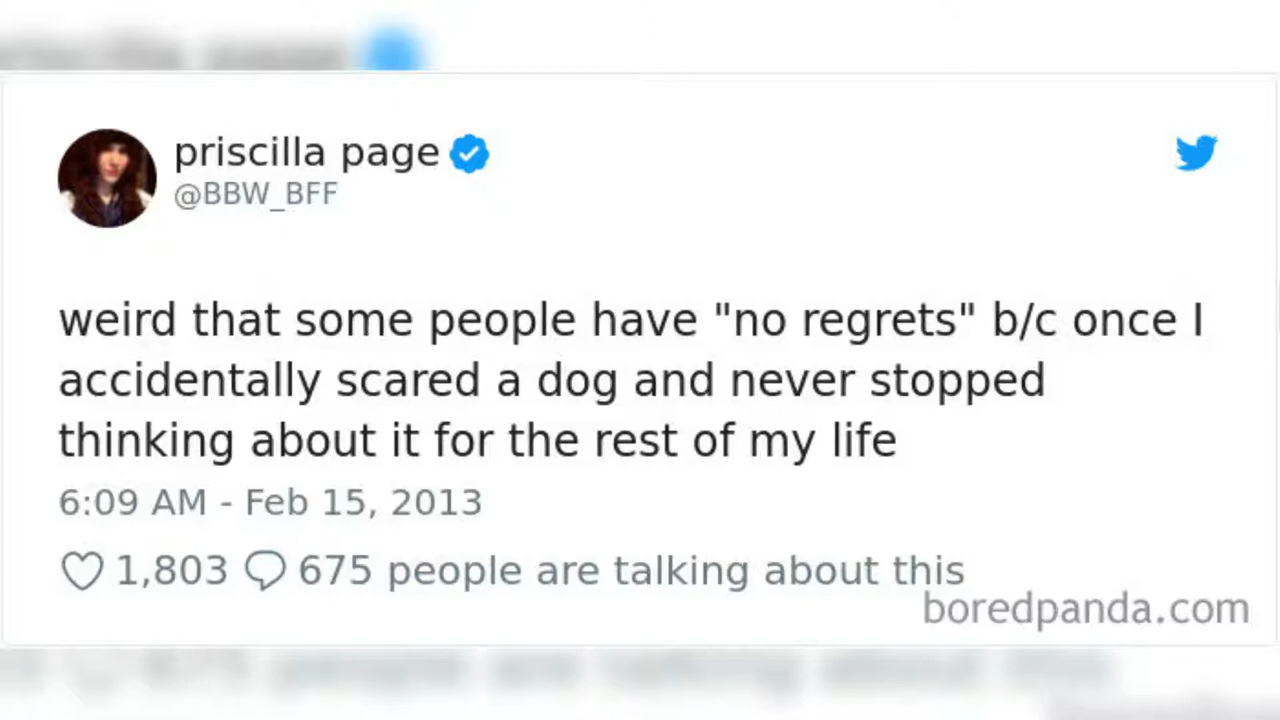 priscilla page
@BBW_BFF
weird that some people have "no regrets" b/c once I
accidentally scared a dog and never stopped
thinking about it for the rest of my life
6:09 AM - Feb 15, 2013
1,803 675 people are talking about this
boredpanda.com